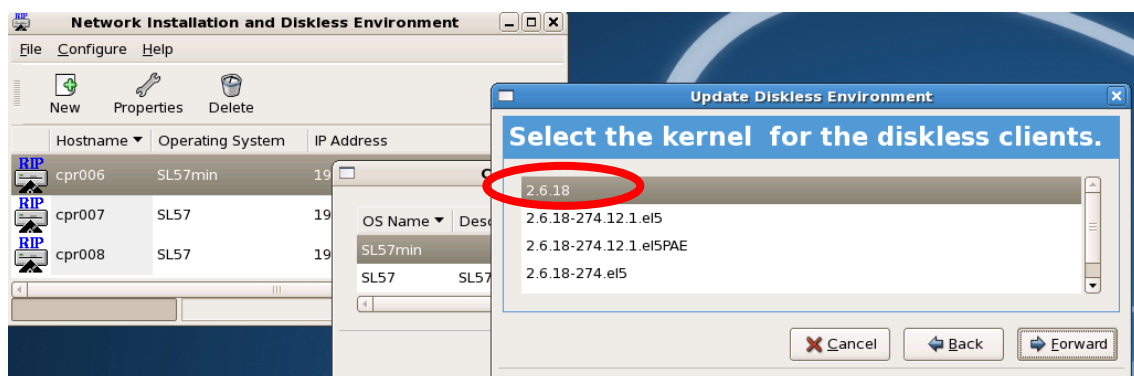 Network Installation and Diskless Environment
File Configure Help
New Properties Delete
Hostname Operating System IP Address
RIP cpr006 SL57min 19
RIP cpr007 SL57 19
RIP cpr008 SL57 19
OS Name Desc
SL57min
SL57 SL57
Update Diskless Environment
Select the kernel for the diskless clients.
2.6.18
2.6.18-274.12.1.el5
2.6.18-274.12.1.el5PAE
2.6.18-274.el5
Cancel Back Forward